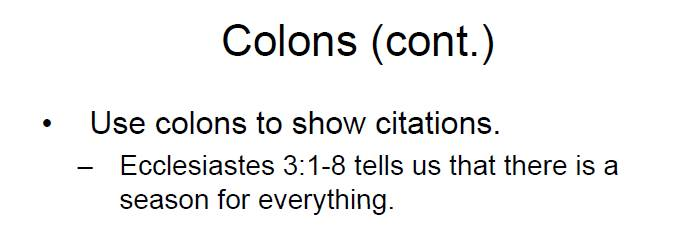 Colons (cont.)
• Use colons to show citations.
– Ecclesiastes 3:1-8 tells us that there is a
season for everything.